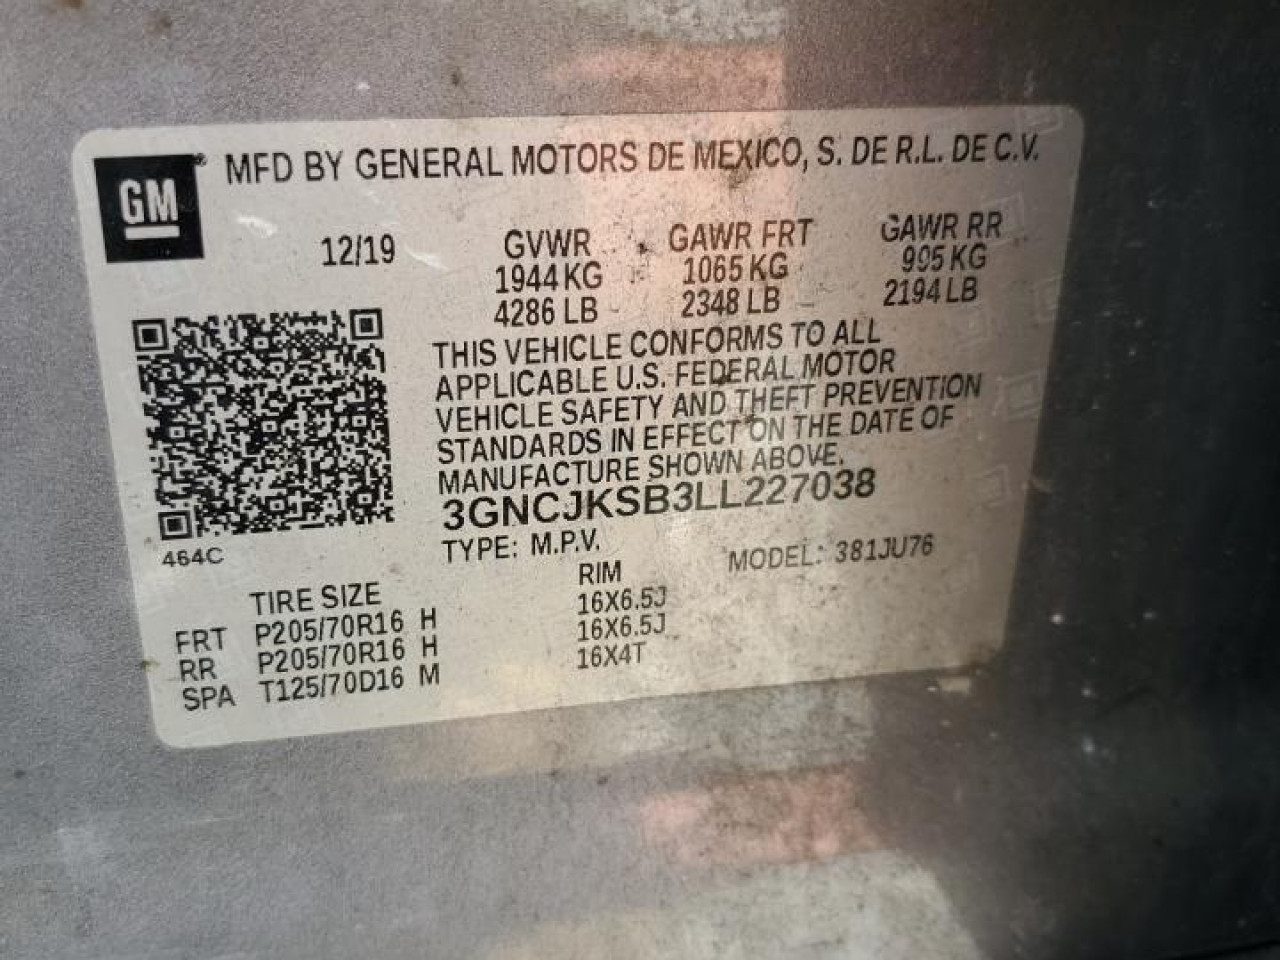 GM
MFD BY GENERAL MOTORS DE MEXICO, S. DE R.L. DE C.V.
12/19 GVWR GAWR FRT GAWR RR
1944 KG 1065 KG 995 KG
4286 LB 2348 LB 2194 LB
THIS VEHICLE CONFORMS TO ALL
APPLICABLE U.S. FEDERAL MOTOR
VEHICLE SAFETY AND THEFT PREVENTION
STANDARDS IN EFFECT ON THE DATE OF
MANUFACTURE SHOWN ABOVE.
3GNCJKSB3LL227038
464C
TYPE: M.P.V. MODEL: 381JU76
TIRE SIZE RIM
FRT P205/70R16 H 16X6.5J
RR P205/70R16 H 16X6.5J
SPA T125/70D16 M 16X4T